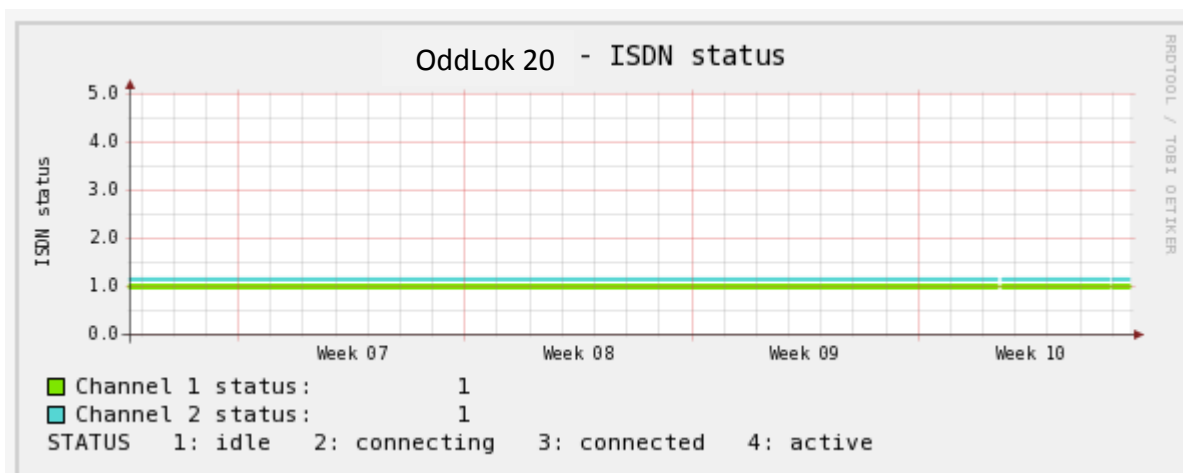 OddLok 20 - ISDN status
RRDTOOL / TOBI OETIKER
ISDN status
5.0
4.0
3.0
2.0
1.0
0.0
Week 07 Week 08 Week 09 Week 10
Channel 1 status: 1
Channel 2 status: 1
STATUS 1: idle 2: connecting 3: connected 4: active